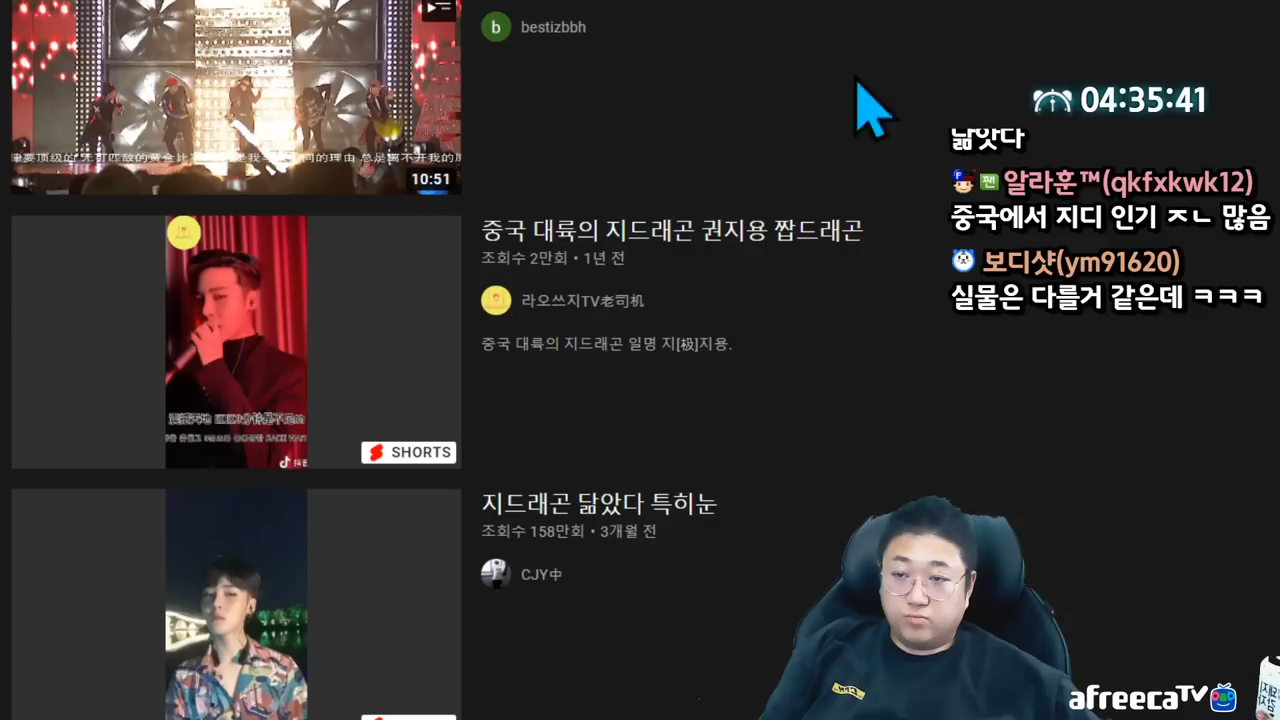 b bestizbbh
10:51
04:35:41
닮앗다
팬 알라훈™(qkfxkwk12)
중국에서 지디 인기 ㅈㄴ 많음
보디샷(ym91620)
실물은 다를거 같은데 ㅋㅋㅋ
중국 대륙의 지드래곤 권지용 짭드래곤
조회수 2만회 • 1년 전
라오쓰지TV老司机
중국 대륙의 지드래곤 일명 지[极]지용.
SHORTS
지드래곤 닮았다 특히눈
조회수 158만회 • 3개월 전
CJY中
afreecaTV